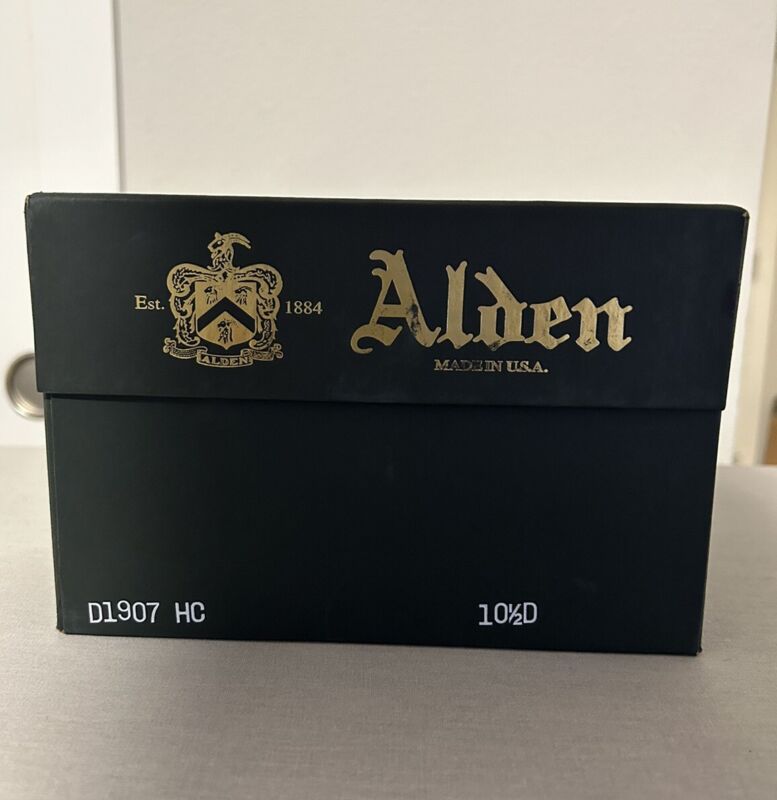 Est. 1884
ALDEN
Alden
MADE IN U.S.A.
D1907 HC
10½D